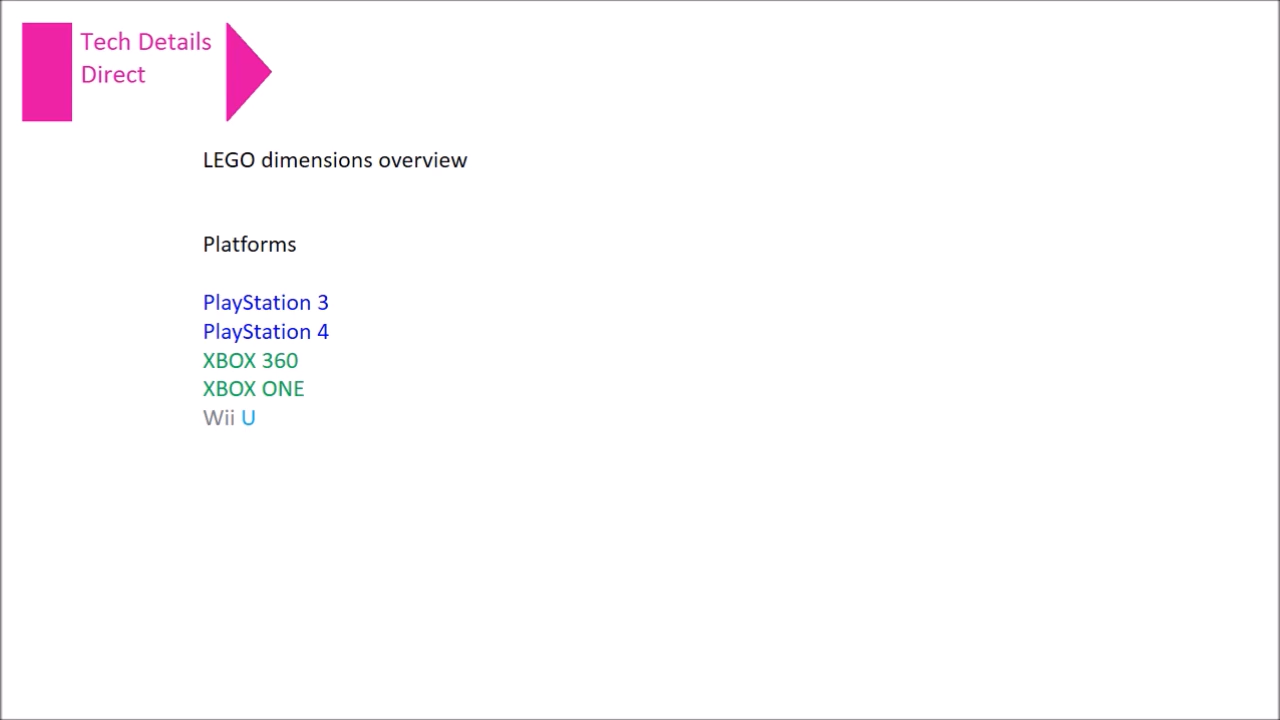 Tech Details
Direct
LEGO dimensions overview
Platforms
PlayStation 3
PlayStation 4
XBOX 360
XBOX ONE
Wii U